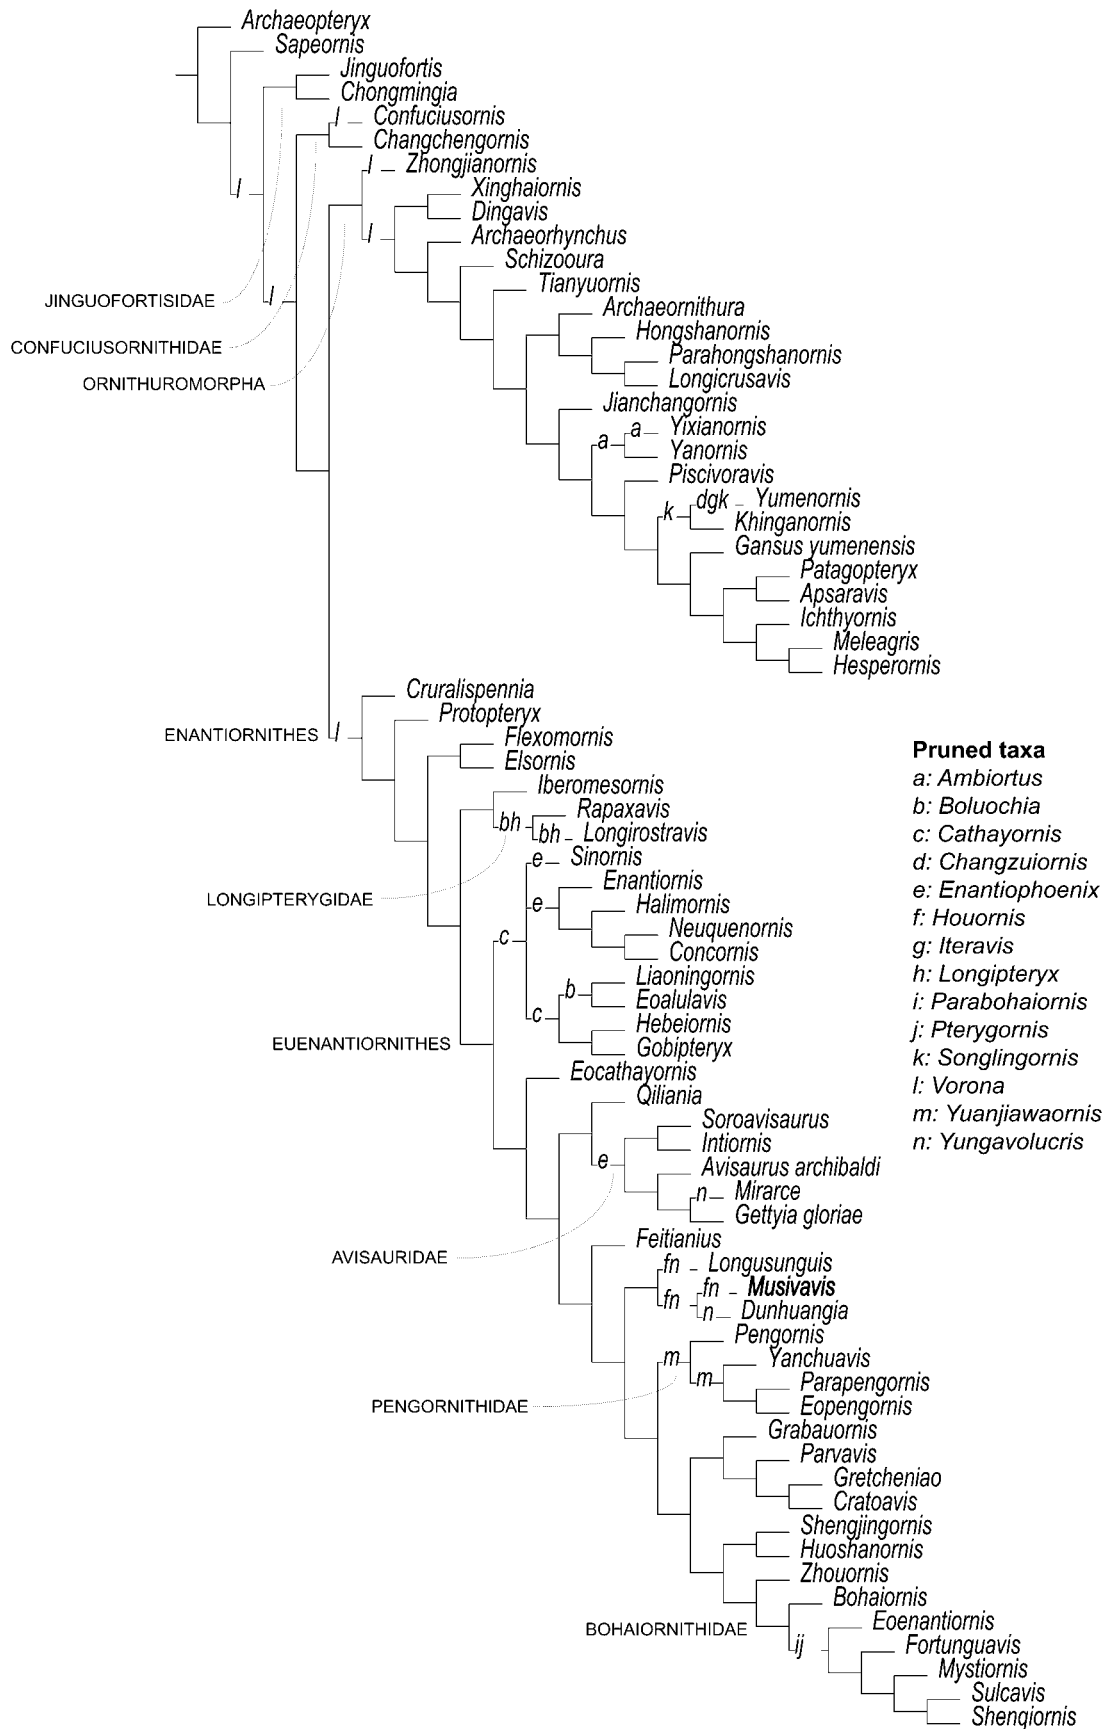 Archaeopteryx
Sapeornis
Jinguofortis
Chongmingia
l Confuciusornis
Changchengornis
l Zhongjianornis
Xinghaiornis
l
Dingavis
l
Archaeorhynchus
Schizooura
Tianyuornis
JINGUOFORTISIDAE
l
Archaeornithura
Hongshanornis
CONFUCIUSORNITHIDAE
Parahongshanornis
ORNITHUROMORPHA
Longicrusavis
Jianchangornis
a Yixianornis
a
Yanornis
Piscivoravis
dgk Yumenornis
k
Khinganornis
Gansus yumenensis
Patagopteryx
Apsaravis
Ichthyornis
Meleagris
Hesperornis
Cruralispennia
Protopteryx
ENANTIORNITHES l
Flexomornis
Elsornis
Iberomesornis
Rapaxavis
bh
bh Longirostravis
e Sinornis
Enantiornis
LONGIPTERYGIDAE
e
Halimornis
Neuquenornis
c
Concornis
Liaoningornis
b
Eoalulavis
c
Hebeiornis
EUENANTIORNITHES
Gobipteryx
Eocathayornis
Qiliania
Soroavisaurus
Intiornis
e
Avisaurus archibaldi
n Mirarce
Gettyia gloriae
Feitianius
AVISAURIDAE
fn Longusunguis
fn Musivavis
fn
n Dunhuangia
Pengornis
m
Yanchuavis
m
Parapengornis
PENGORNITHIDAE
Eopengornis
Grabauornis
Parvavis
Gretcheniao
Cratoavis
Shengjingornis
Huoshanornis
Zhouornis
Bohaiornis
BOHAIORNITHIDAE
Eoenantiornis
ij
Fortunguavis
Mystiornis
Sulcavis
Shenqiornis
Pruned taxa
a: Ambiortus
b: Boluochia
c: Cathayornis
d: Changzuiornis
e: Enantiophoenix
f: Houornis
g: Iteravis
h: Longipteryx
i: Parabohaiornis
j: Pterygornis
k: Songlingornis
l: Vorona
m: Yuanjiawaornis
n: Yungavolucris